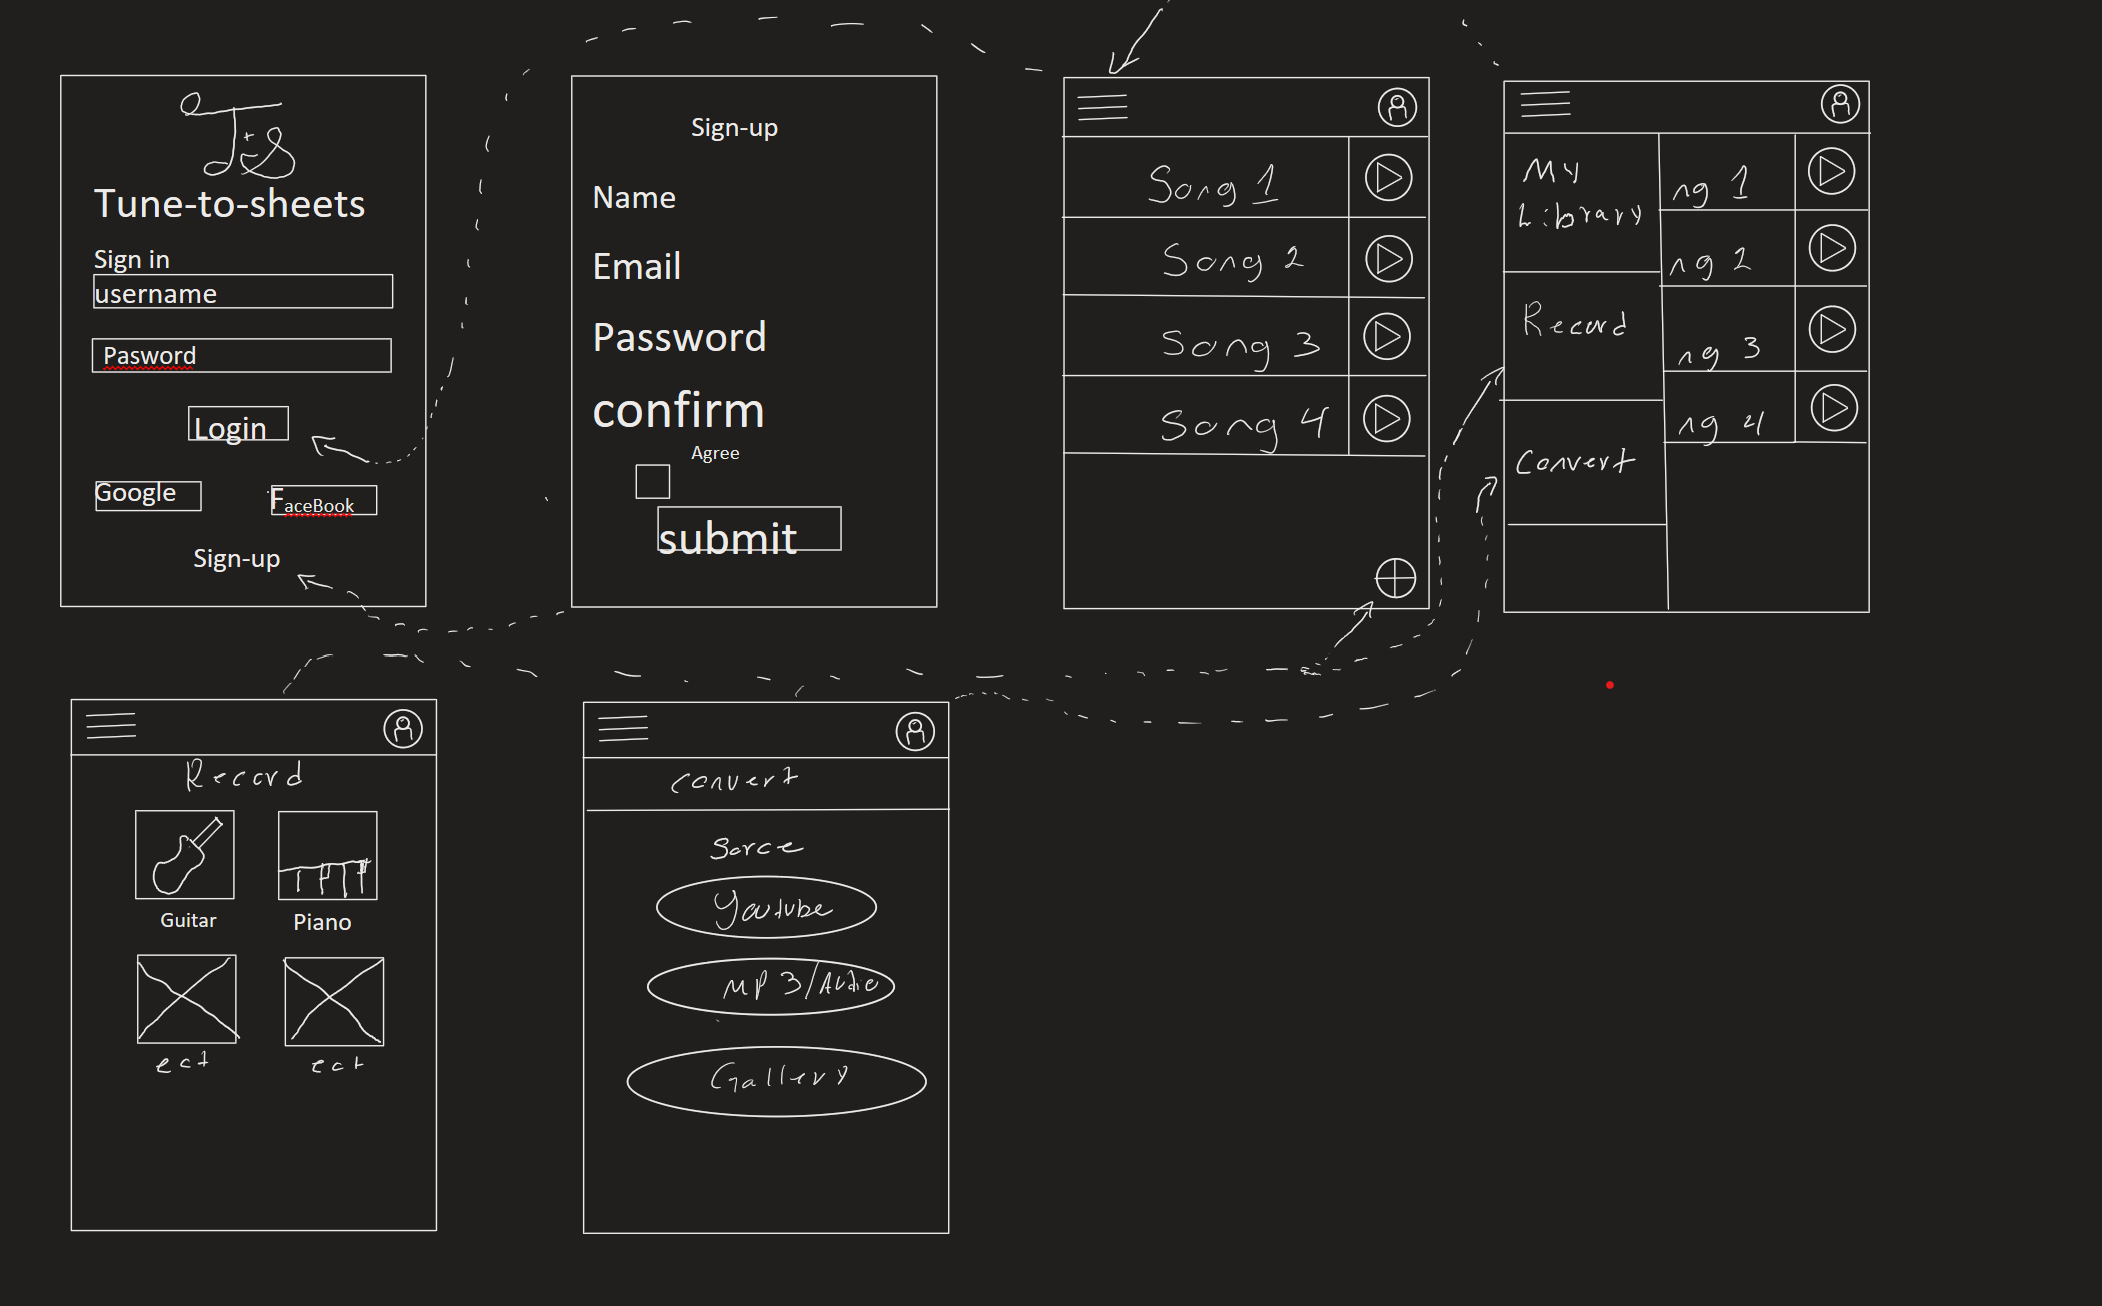 T2S
Tune-to-sheets
Sign in
username
Pasword
Login
Google
FaceBook
Sign-up
Sign-up
Name
Email
Password
confirm
Agree
submit
Song 1
Song 2
Song 3
Song 4
My
Library
Record
Convert
ng 1
ng 2
ng 3
ng 4
Record
Guitar
Piano
ect
ect
convert
Sorce
Youtube
MP3/Audio
Gallery